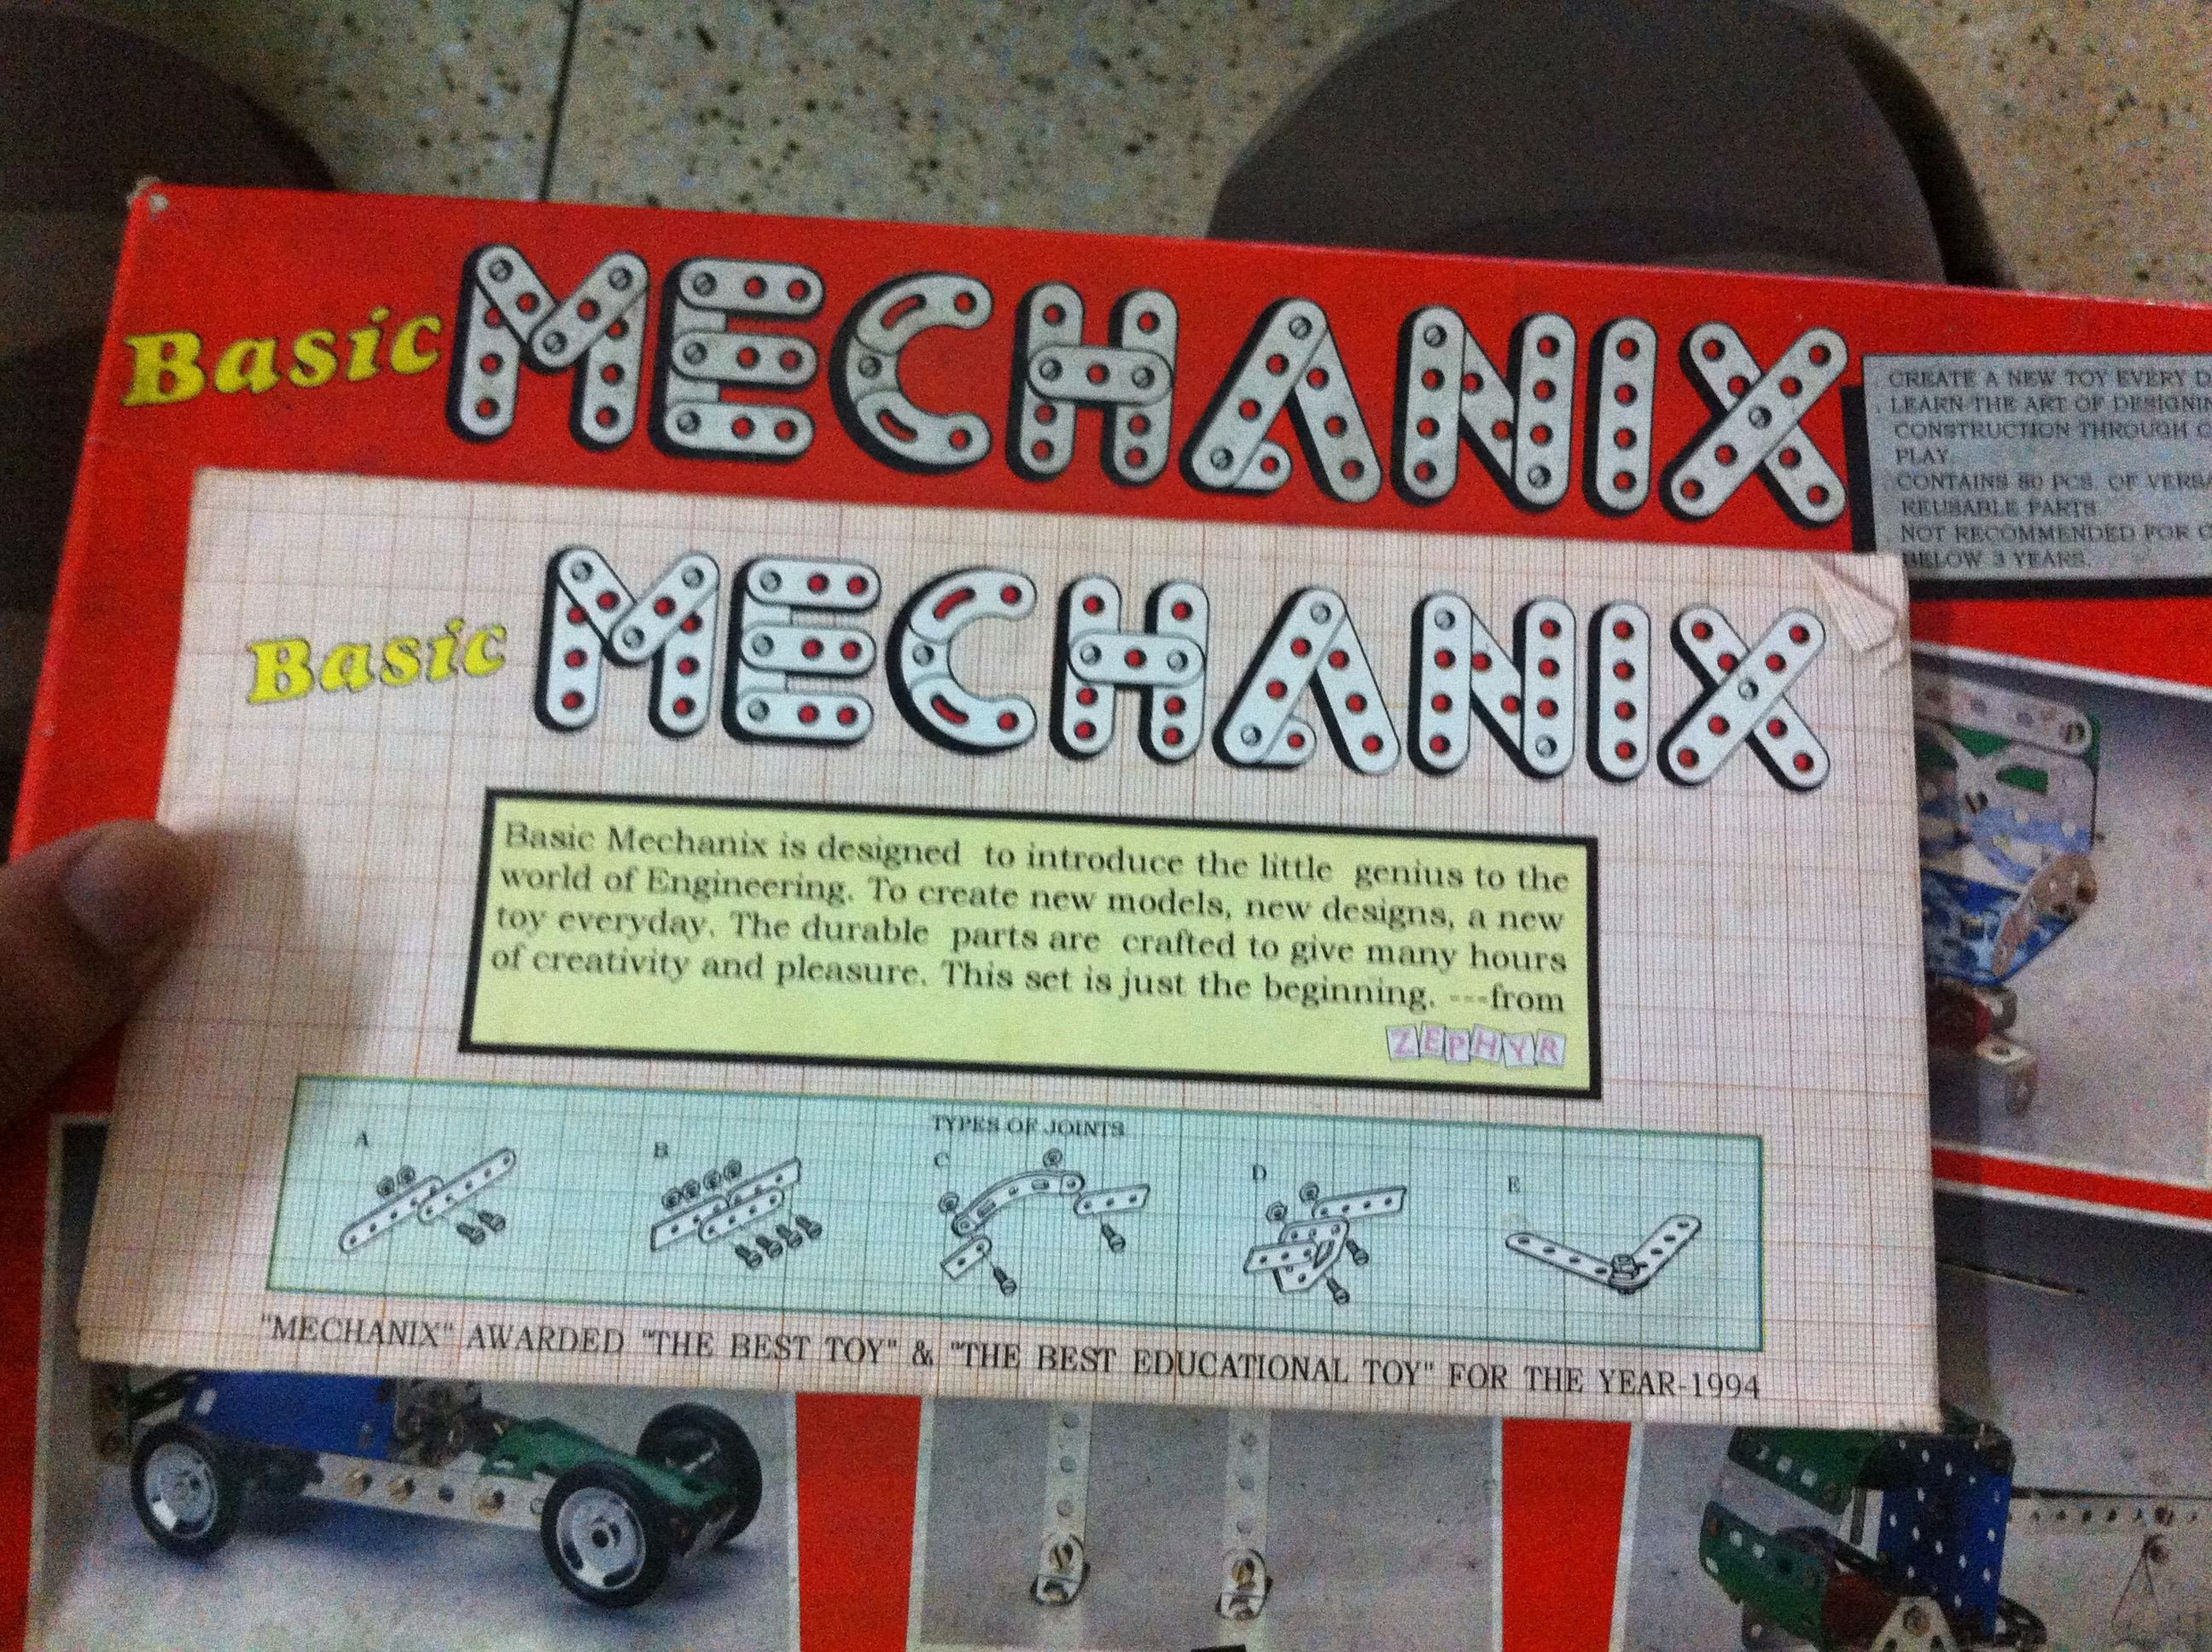 Basic MECHANIX
CREATE A NEW TOY EVERY
LEARN THE ART OF
CONSTRUCTION THROUGH
PLAY
CONTAINS 80 PCS. OF
REUSABLE PARTS
NOT RECOMMENDED FOR
BELOW 3 YEARS.
Basic MECHANIX
Basic Mechanix is designed to introduce the little genius to the
world of Engineering. To create new models, new designs, a new
toy everyday. The durable parts are crafted to give many hours
of creativity and pleasure. This set is just the beginning. ---from
ZEPHYR
TYPES OF JOINTS
A B C D E
"MECHANIX" AWARDED "THE BEST TOY" & "THE BEST EDUCATIONAL TOY" FOR THE YEAR-1994